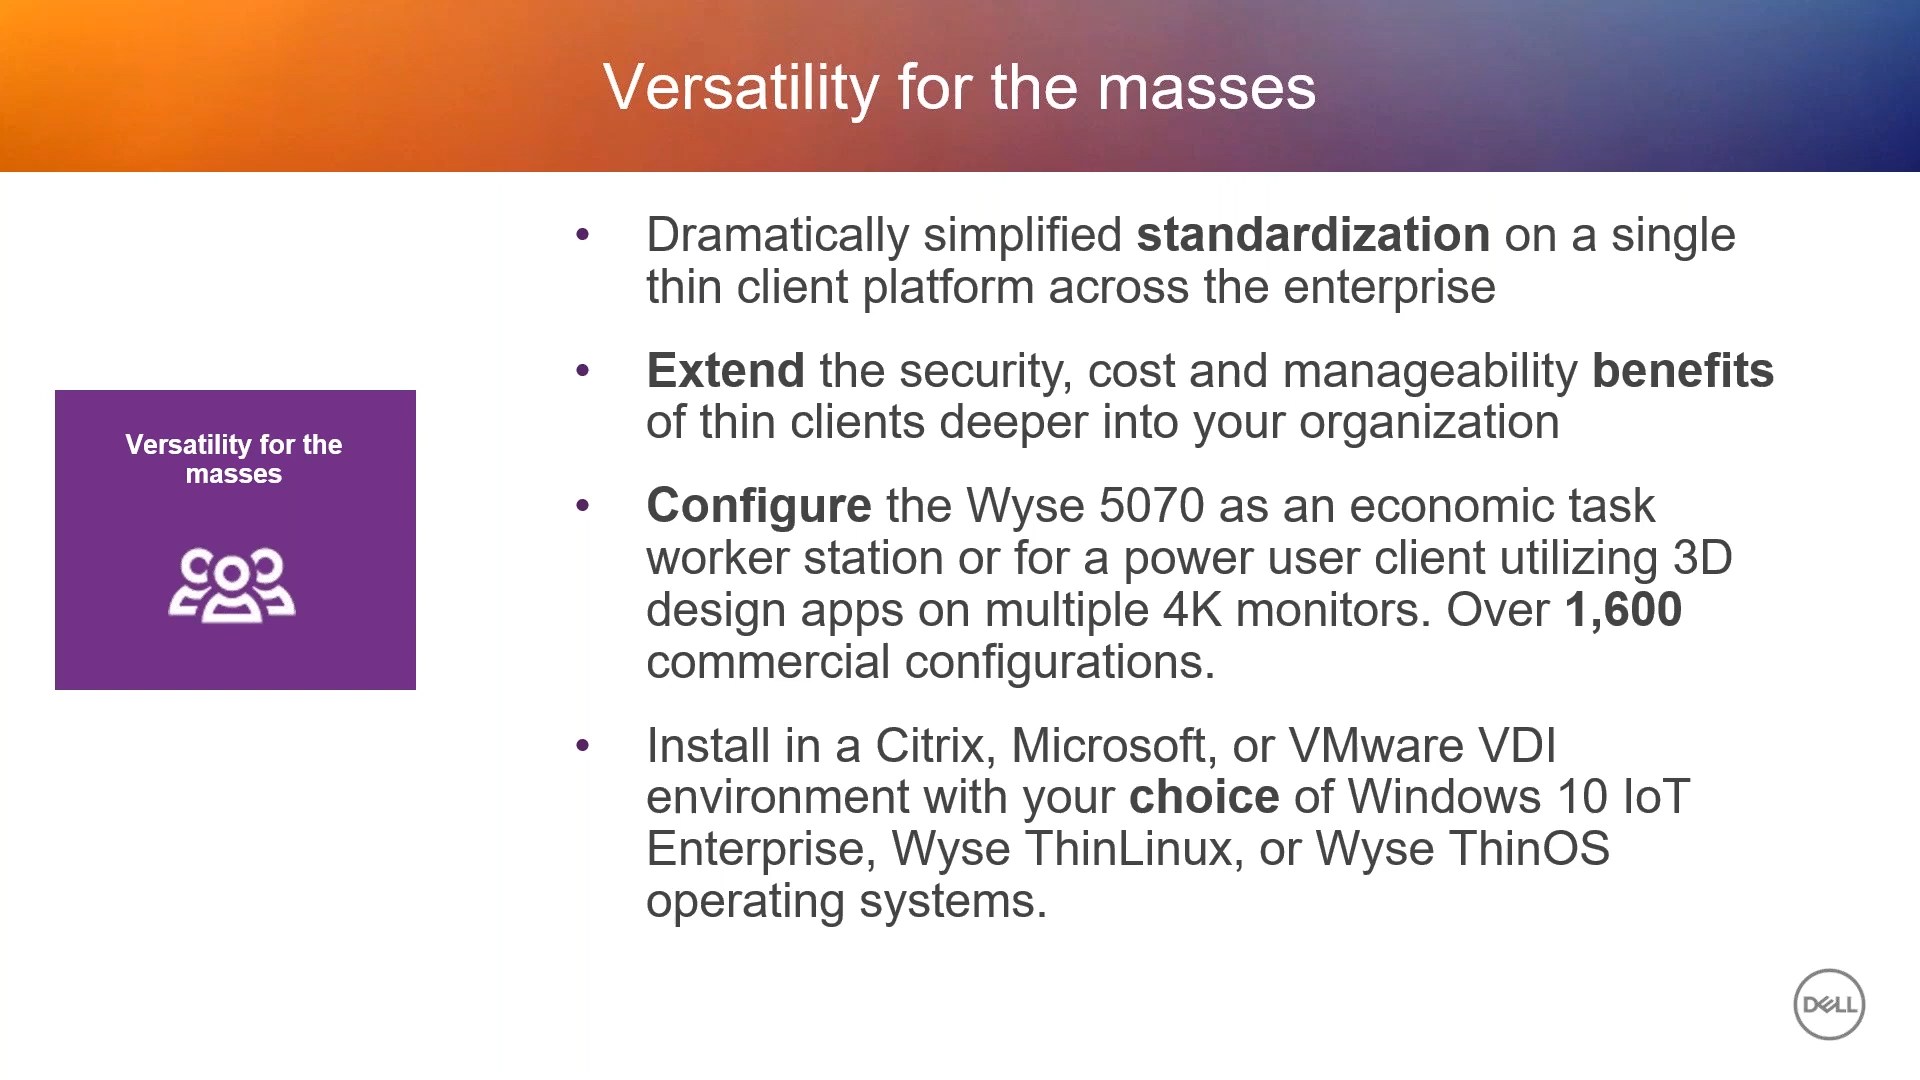 Versatility for the masses
Versatility for the
masses
• Dramatically simplified standardization on a single
thin client platform across the enterprise
• Extend the security, cost and manageability benefits
of thin clients deeper into your organization
• Configure the Wyse 5070 as an economic task
worker station or for a power user client utilizing 3D
design apps on multiple 4K monitors. Over 1,600
commercial configurations.
• Install in a Citrix, Microsoft, or VMware VDI
environment with your choice of Windows 10 IoT
Enterprise, Wyse ThinLinux, or Wyse ThinOS
operating systems.
DELL